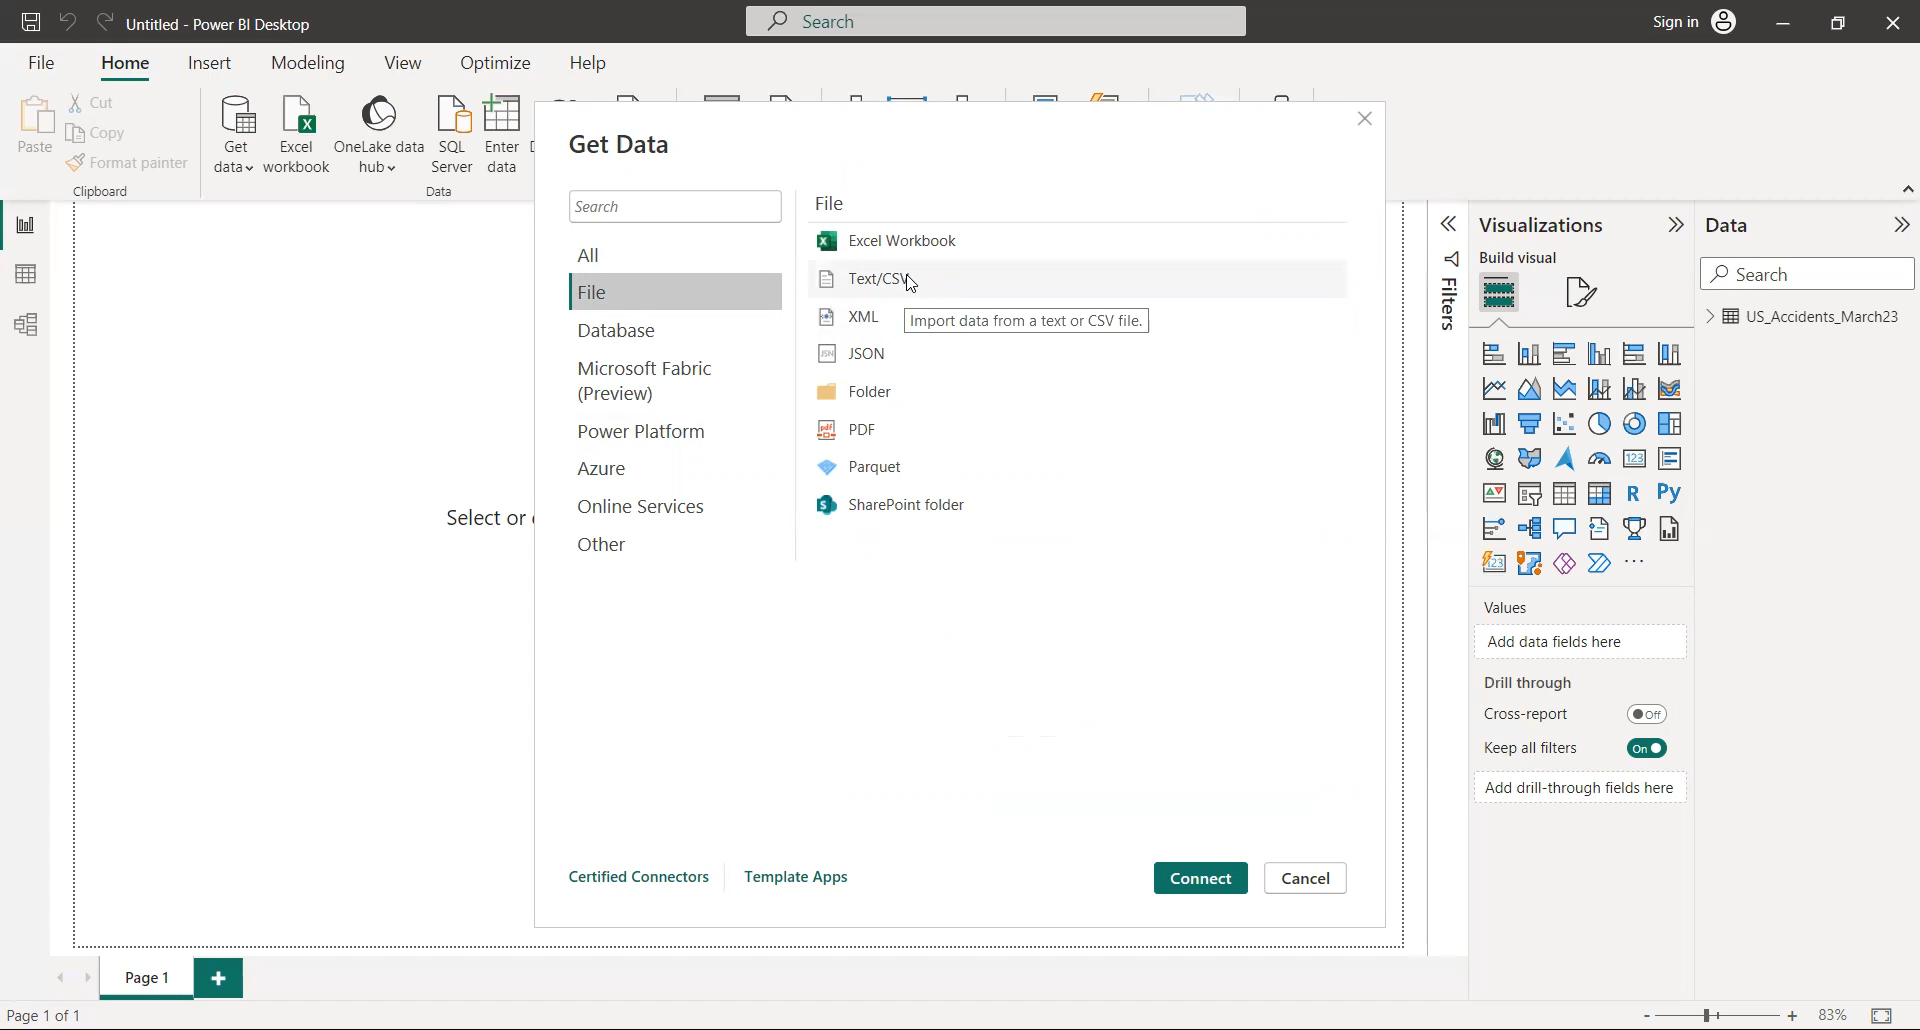 Untitled - Power BI Desktop
Search
Sign in
File
Home
Insert
Modeling
View
Optimize
Help
Paste
Cut
Copy
Format painter
Clipboard
Get data
Excel workbook
OneLake data hub
SQL Server
Enter data
Data
Get Data
Search
All
File
Database
Microsoft Fabric
(Preview)
Power Platform
Azure
Online Services
Other
File
Excel Workbook
Text/CSV
Import data from a text or CSV file.
XML
JSON
Folder
PDF
Parquet
SharePoint folder
Certified Connectors
Template Apps
Connect
Cancel
Select or
Filters
Visualizations
Build visual
123
R
Py
123
Values
Add data fields here
Drill through
Cross-report
Off
Keep all filters
On
Add drill-through fields here
Data
Search
US_Accidents_March23
Page 1
Page 1 of 1
83%